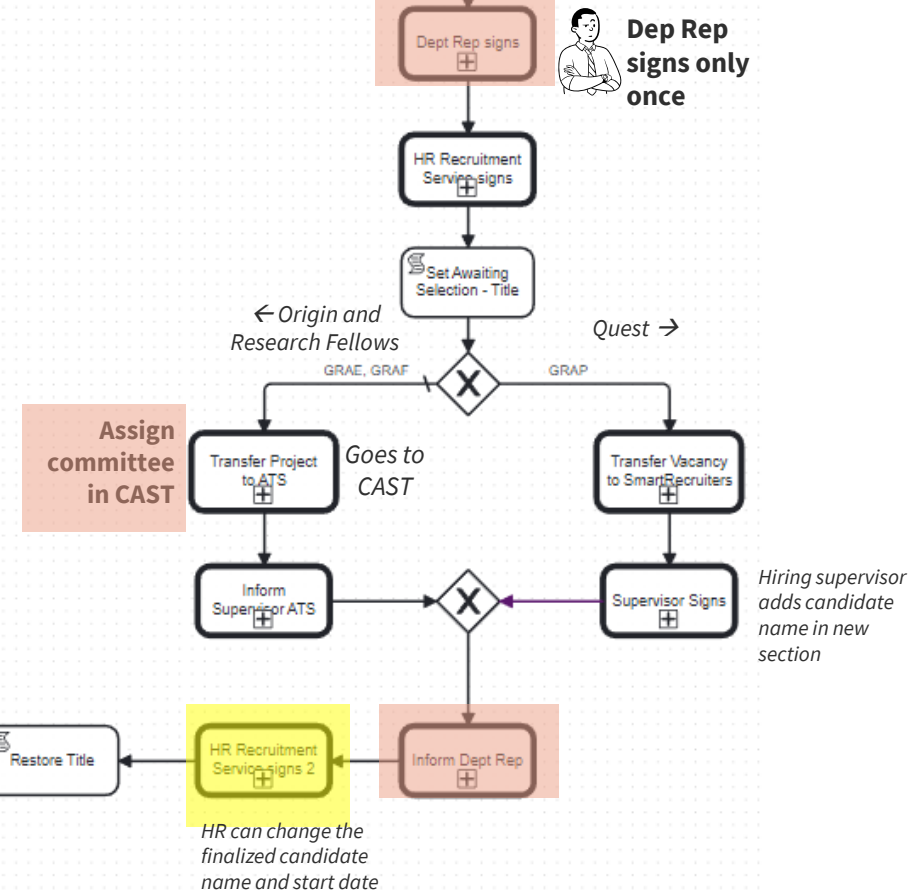 Dept Rep signs
Dep Rep
signs only
once
HR Recruitment
Service signs
Set Awaiting
Selection - Title
← Origin and
Research Fellows
Quest →
GRAE, GRAF
X
GRAP
Assign
committee
in CAST
Transfer Project
to ATS
Goes to
CAST
Transfer Vacancy
to SmartRecruiters
Inform
Supervisor ATS
X
Supervisor Signs
Hiring supervisor
adds candidate
name in new
section
Restore Title
HR Recruitment
Service signs 2
Inform Dept Rep
HR can change the
finalized candidate
name and start date